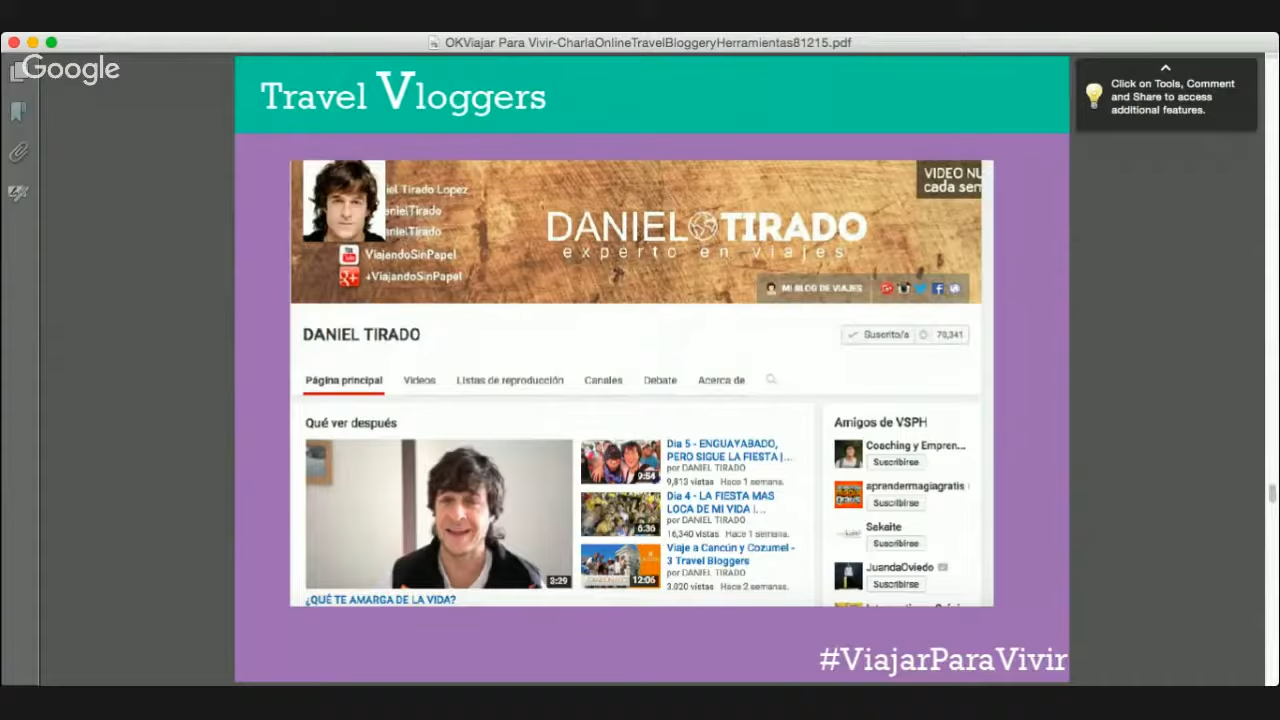 OKViajar Para Vivir-CharlaOnlineTravelBloggeryHerramientas81215.pdf
Google
Click on Tools, Comment
and Share to access
additional features.
Travel Vloggers
VIDEO NU
cada sem
iel Tirado Lopez
enielTirado
enielTirado
ViajandoSinPapel
+ViajandoSinPapel
DANIEL TIRADO
experto en viajes
MI BLOG DE VIAJES
DANIEL TIRADO
Suscrito/a 70,341
Página principal Vídeos Listas de reproducción Canales Debate Acerca de
Qué ver después
3:29
¿QUÉ TE AMARGA DE LA VIDA?
9:54
Dia 5 - ENGUAYABADO,
PERO SIGUE LA FIESTA |...
por DANIEL TIRADO
9,813 vistas Hace 1 semana.
6:36
Dia 4 - LA FIESTA MAS
LOCA DE MI VIDA |...
por DANIEL TIRADO
16,340 vistas Hace 1 semana.
12:06
Viaje a Cancún y Cozumel -
3 Travel Bloggers
por DANIEL TIRADO
3,020 vistas Hace 2 semanas.
Amigos de VSPH
Coaching y Empren...
Suscribirse
aprendermagiagratis
Suscribirse
Sakaite
Suscribirse
JuandaOviedo
Suscribirse
#ViajarParaVivir